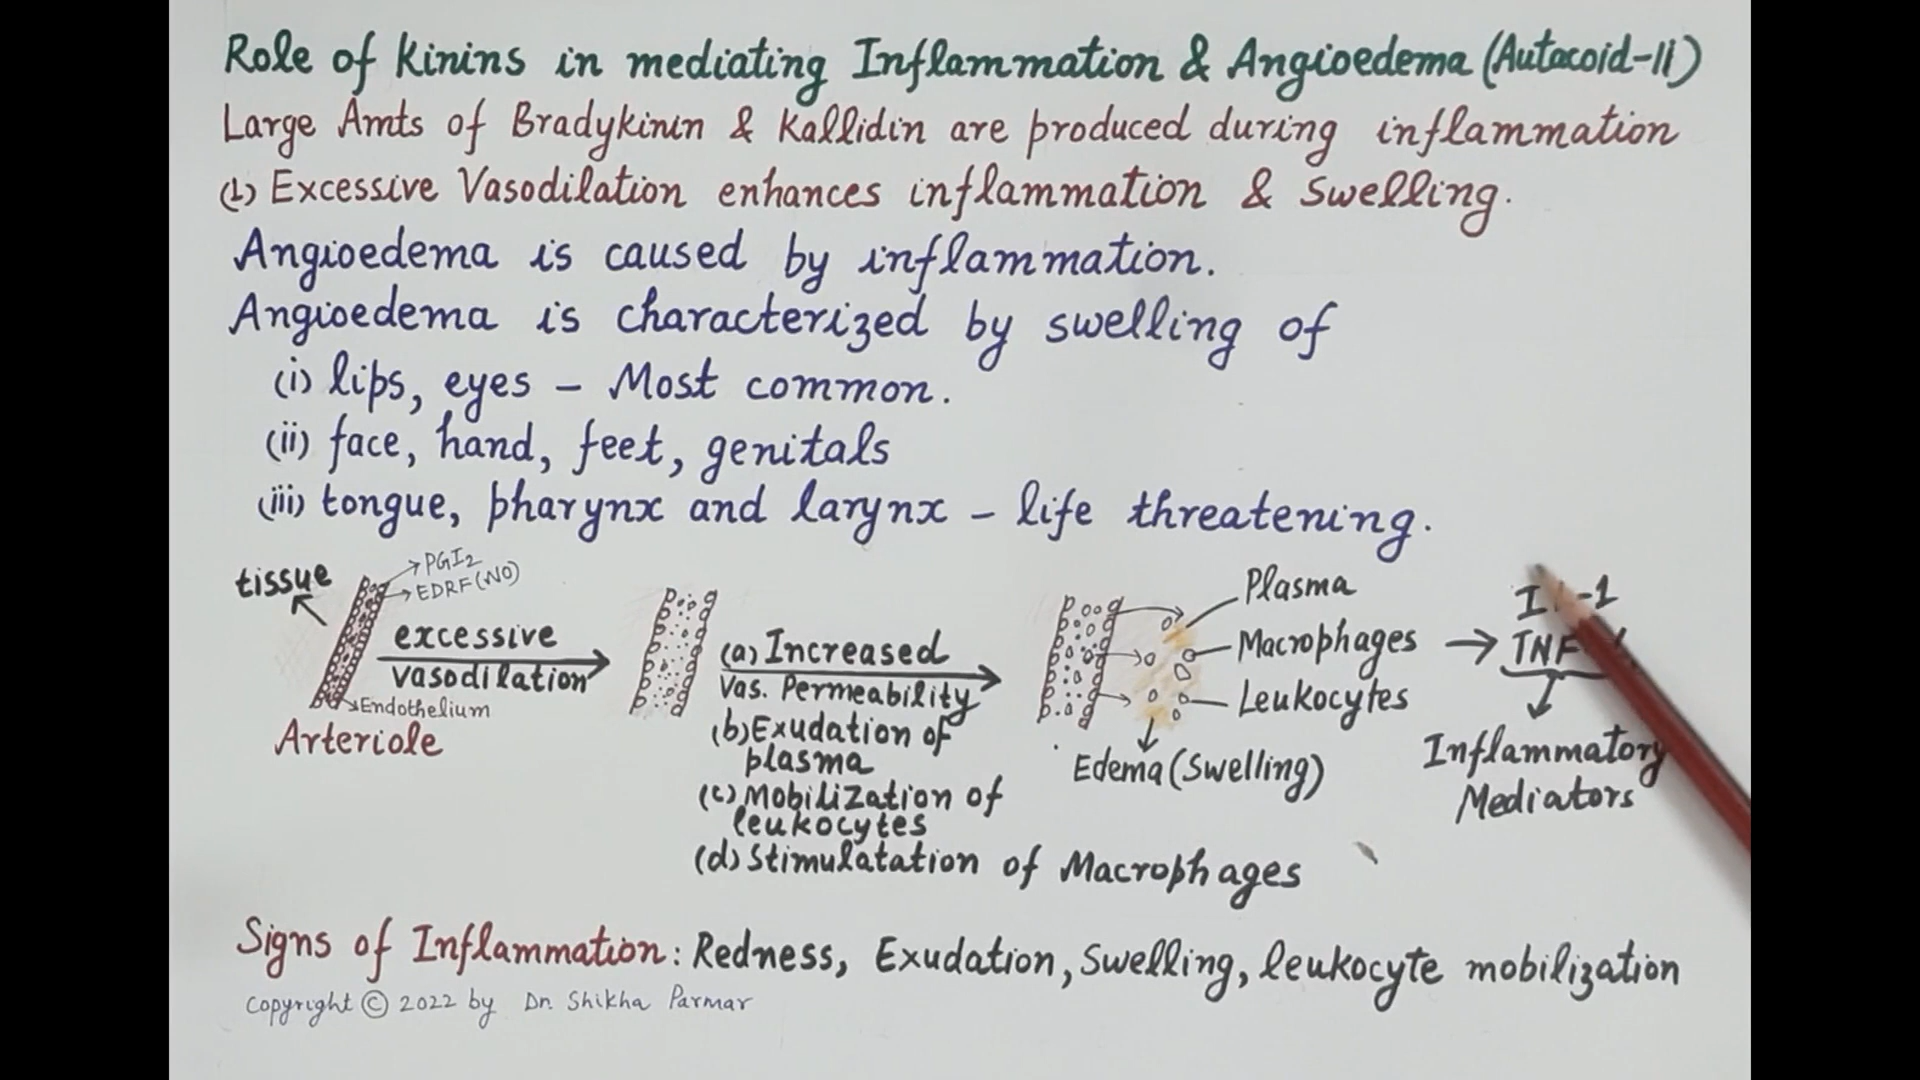 Role of Kinins in mediating Inflammation & Angioedema (Autacoid-II)
Large Amts of Bradykinin & Kallidin are produced during inflammation
(1) Excessive Vasodilation enhances inflammation & Swelling.
Angioedema is caused by inflammation.
Angioedema is characterized by swelling of
(i) lips, eyes - Most common.
(ii) face, hand, feet, genitals
(iii) tongue, pharynx and larynx - life threatening.
tissue
PGI2
EDRF(NO)
excessive
vasodilation
Endothelium
Arteriole
(a) Increased
Vas. Permeability
(b) Exudation of
plasma
(c) Mobilization of
leukocytes
(d) Stimulatation of Macrophages
Plasma
Macrophages
Leukocytes
Edema (Swelling)
TNF
Inflammatory
Mediators
Signs of Inflammation: Redness, Exudation, Swelling, leukocyte mobilization
Copyright © 2022 by Dr. Shikha Parmar